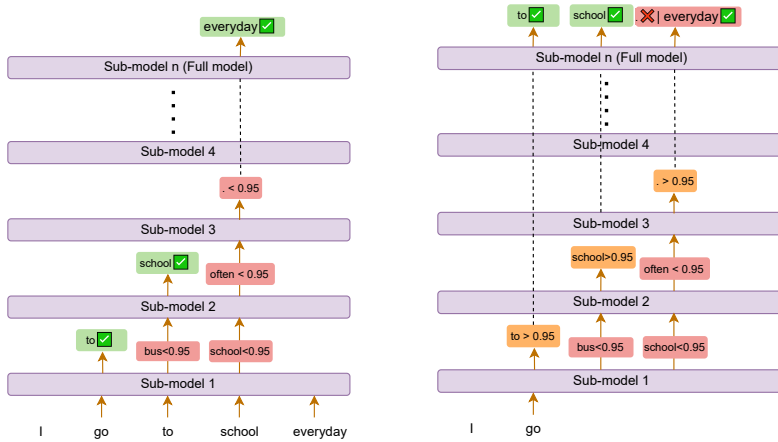 everyday ✅
Sub-model n (Full model)
Sub-model 4
. < 0.95
Sub-model 3
school ✅
often < 0.95
Sub-model 2
to ✅
bus<0.95
school<0.95
Sub-model 1
I
go
to
school
everyday
to ✅
school ✅
. ❌ | everyday ✅
Sub-model n (Full model)
Sub-model 4
. > 0.95
Sub-model 3
school>0.95
often < 0.95
Sub-model 2
to > 0.95
bus<0.95
school<0.95
Sub-model 1
I
go